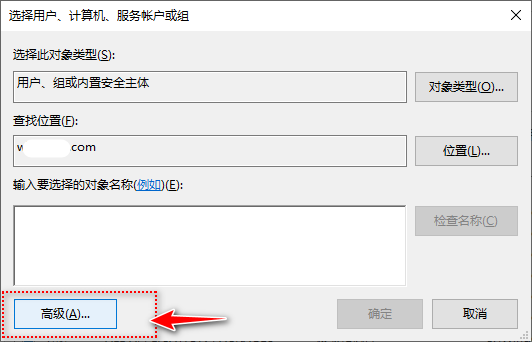 选择用户、计算机、服务帐户或组
选择此对象类型(S):
用户、组或内置安全主体
对象类型(O)...
查找位置(F):
w com
位置(L)...
输入要选择的对象名称(例如)(E):
检查名称(C)
高级(A)...
确定
取消